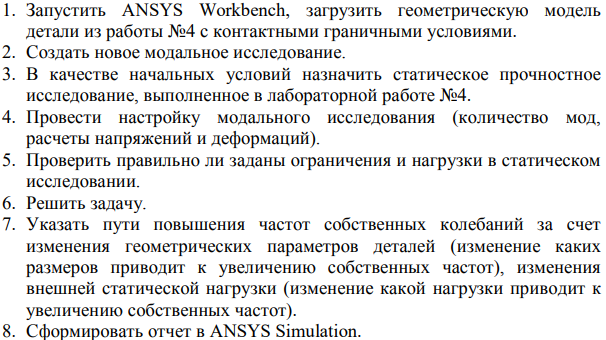 1. Запустить ANSYS Workbench, загрузить геометрическую модель
детали из работы №4 с контактными граничными условиями.
2. Создать новое модальное исследование.
3. В качестве начальных условий назначить статическое прочностное
исследование, выполненное в лабораторной работе №4.
4. Провести настройку модального исследования (количество мод,
расчеты напряжений и деформаций).
5. Проверить правильно ли заданы ограничения и нагрузки в статическом
исследовании.
6. Решить задачу.
7. Указать пути повышения частот собственных колебаний за счет
изменения геометрических параметров деталей (изменение каких
размеров приводит к увеличению собственных частот), изменения
внешней статической нагрузки (изменение какой нагрузки приводит к
увеличению собственных частот).
8. Сформировать отчет в ANSYS Simulation.